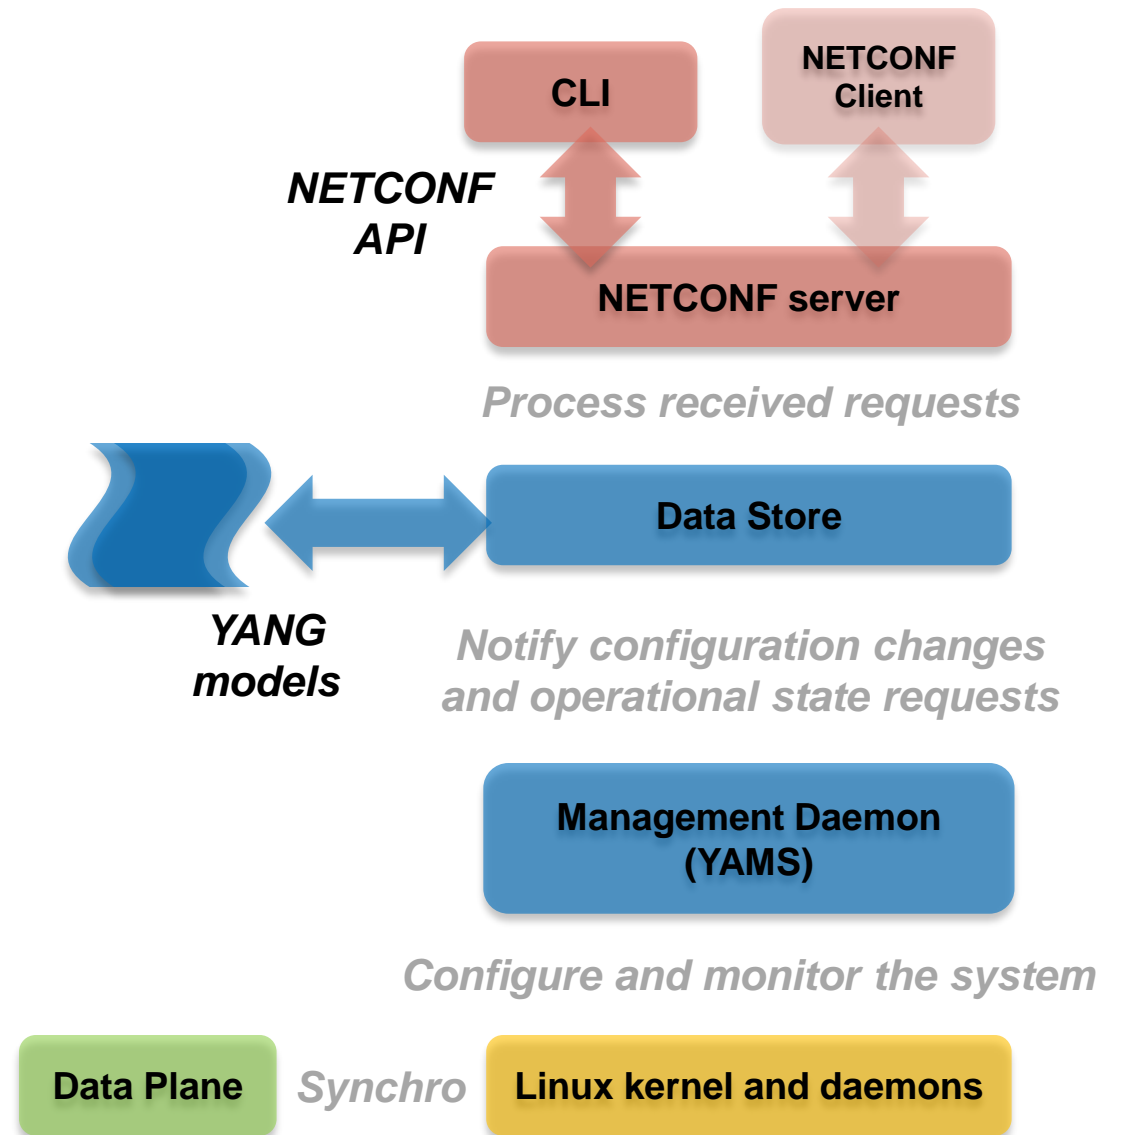 CLI
NETCONF
Client
NETCONF
API
NETCONF server
Process received requests
Data Store
YANG
models
Notify configuration changes
and operational state requests
Management Daemon
(YAMS)
Configure and monitor the system
Data Plane
Synchro
Linux kernel and daemons